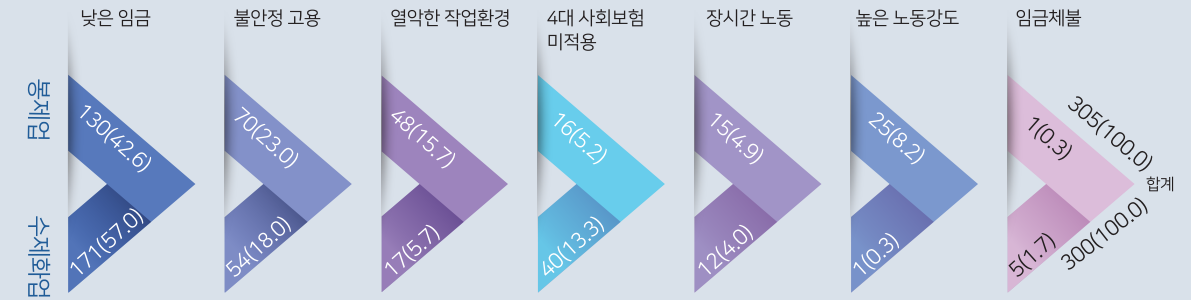 낮은 임금
불안정 고용
열악한 작업환경
4대 사회보험
미적용
장시간 노동
높은 노동강도
임금체불
봉제업
130(42.6)
70(23.0)
48(15.7)
16(5.2)
15(4.9)
25(8.2)
1(0.3)
305(100.0)
합계
수제화업
171(57.0)
54(18.0)
17(5.7)
40(13.3)
12(4.0)
1(0.3)
5(1.7)
300(100.0)